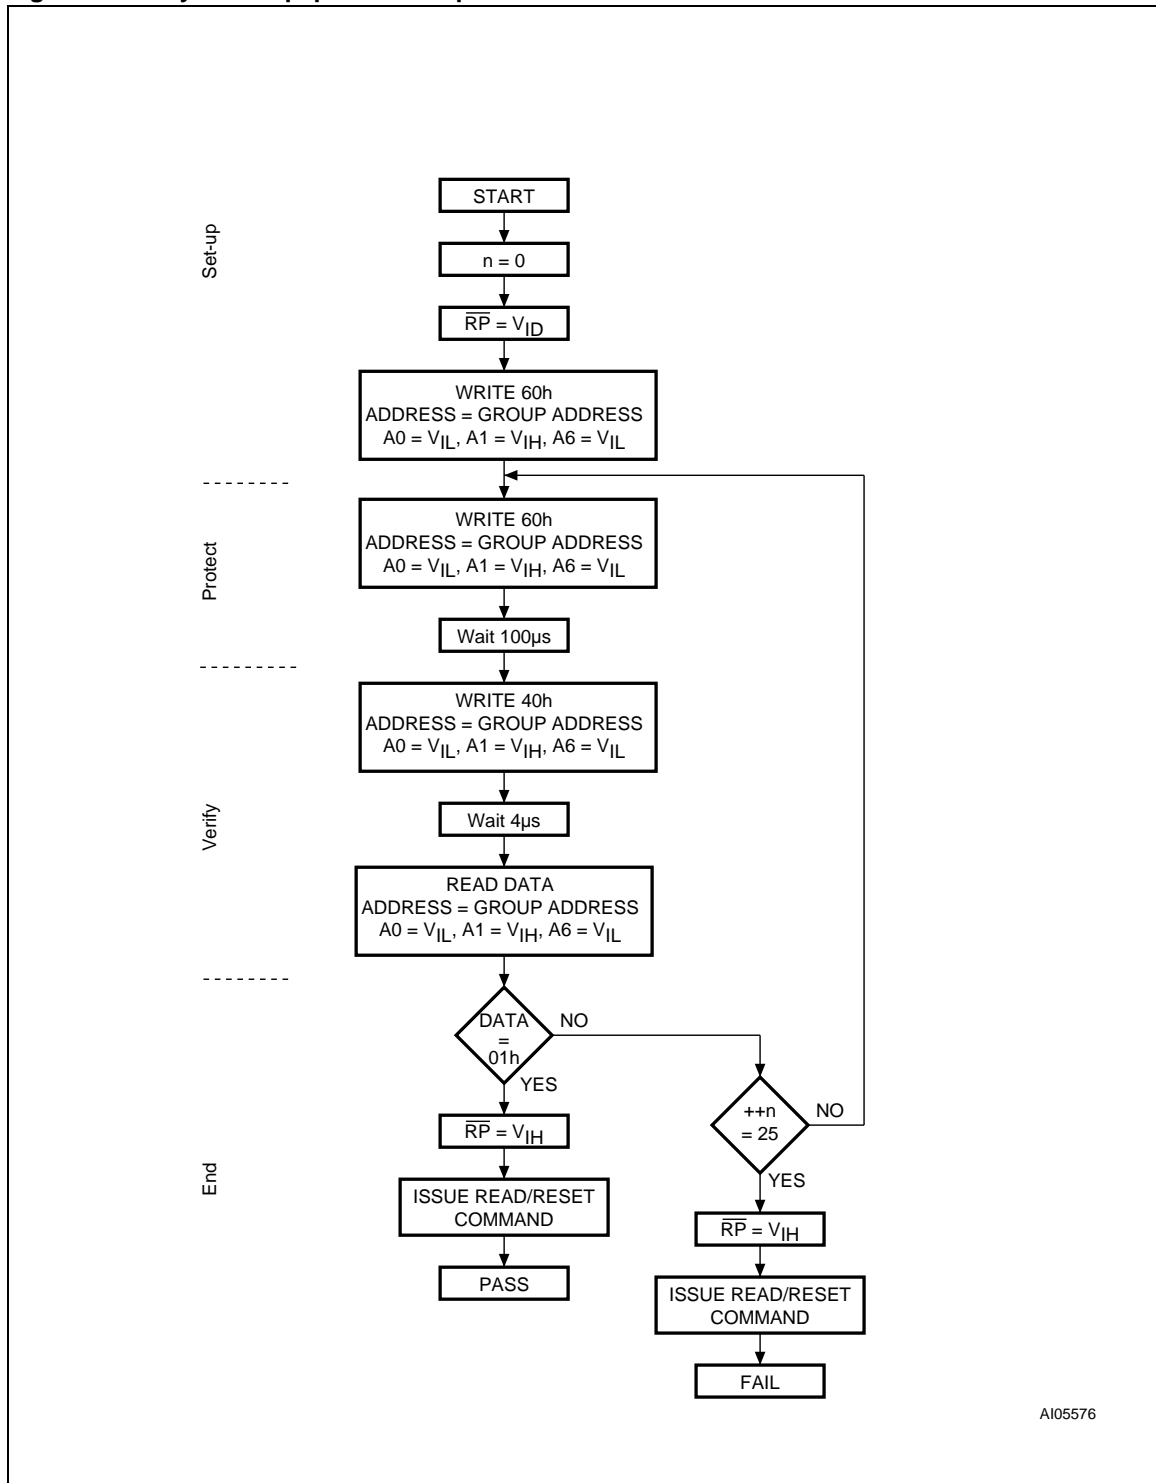 START
Set-up
n = 0
RP = VID
WRITE 60h
ADDRESS = GROUP ADDRESS
A0 = VIL, A1 = VIH, A6 = VIL
Protect
WRITE 60h
ADDRESS = GROUP ADDRESS
A0 = VIL, A1 = VIH, A6 = VIL
Wait 100µs
WRITE 40h
ADDRESS = GROUP ADDRESS
A0 = VIL, A1 = VIH, A6 = VIL
Verify
Wait 4µs
READ DATA
ADDRESS = GROUP ADDRESS
A0 = VIL, A1 = VIH, A6 = VIL
DATA
=
01h
NO
YES
++n
= 25
NO
YES
End
RP = VIH
ISSUE READ/RESET
COMMAND
PASS
RP = VIH
ISSUE READ/RESET
COMMAND
FAIL
AI05576